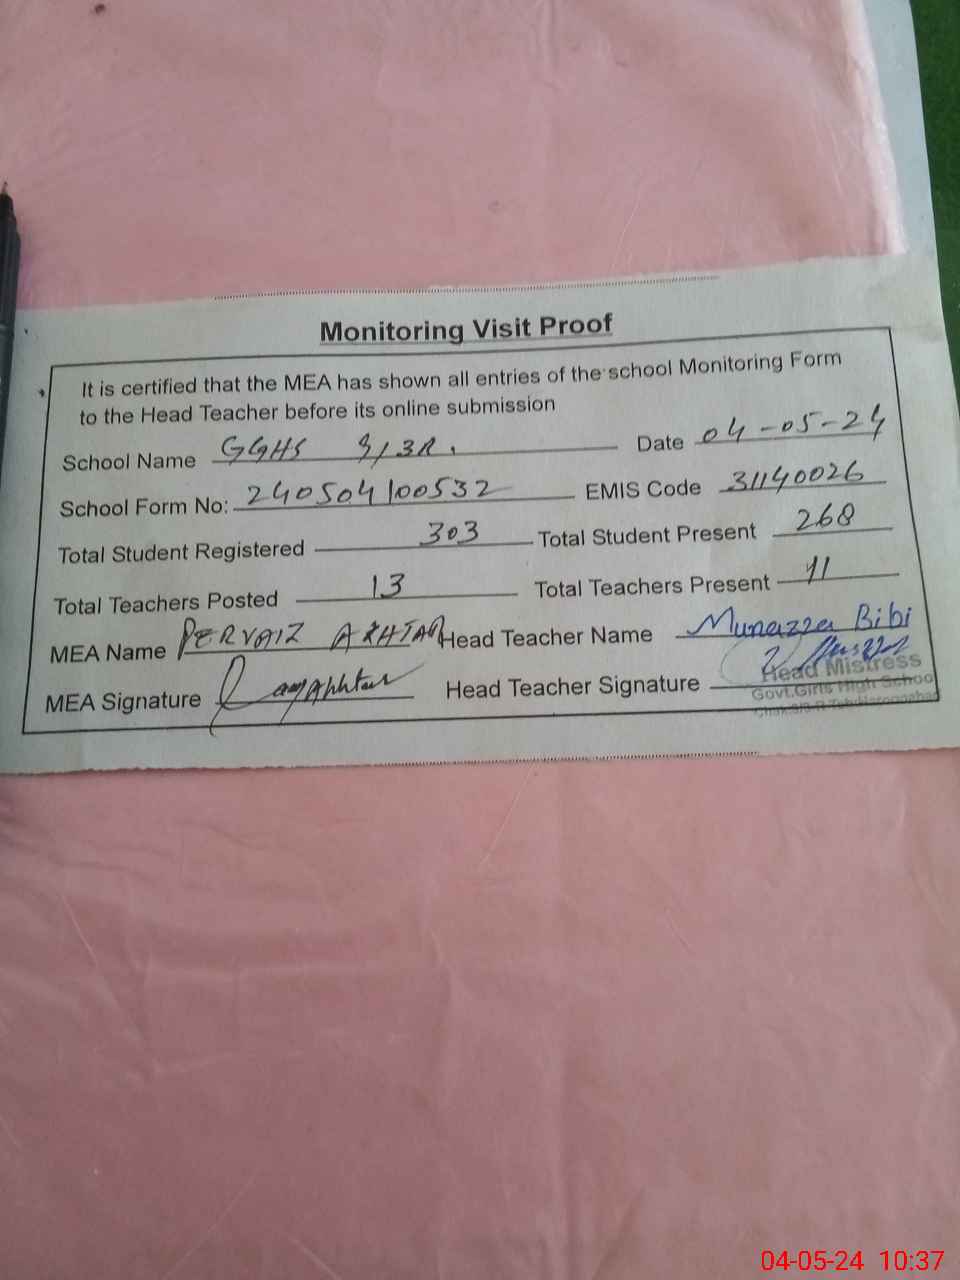 Monitoring Visit Proof
It is certified that the MEA has shown all entries of the school Monitoring Form
to the Head Teacher before its online submission
School Name GGHS 9/3R. Date 04-05-24
School Form No: 240504100532 EMIS Code 31140026
Total Student Registered 303 Total Student Present 268
Total Teachers Posted 13 Total Teachers Present 11
MEA Name PERVAIZ AKHTAR Head Teacher Name Munazza Bibi
MEA Signature Head Teacher Signature
Head Mistress
Govt.Girls High School
04-05-24 10:37